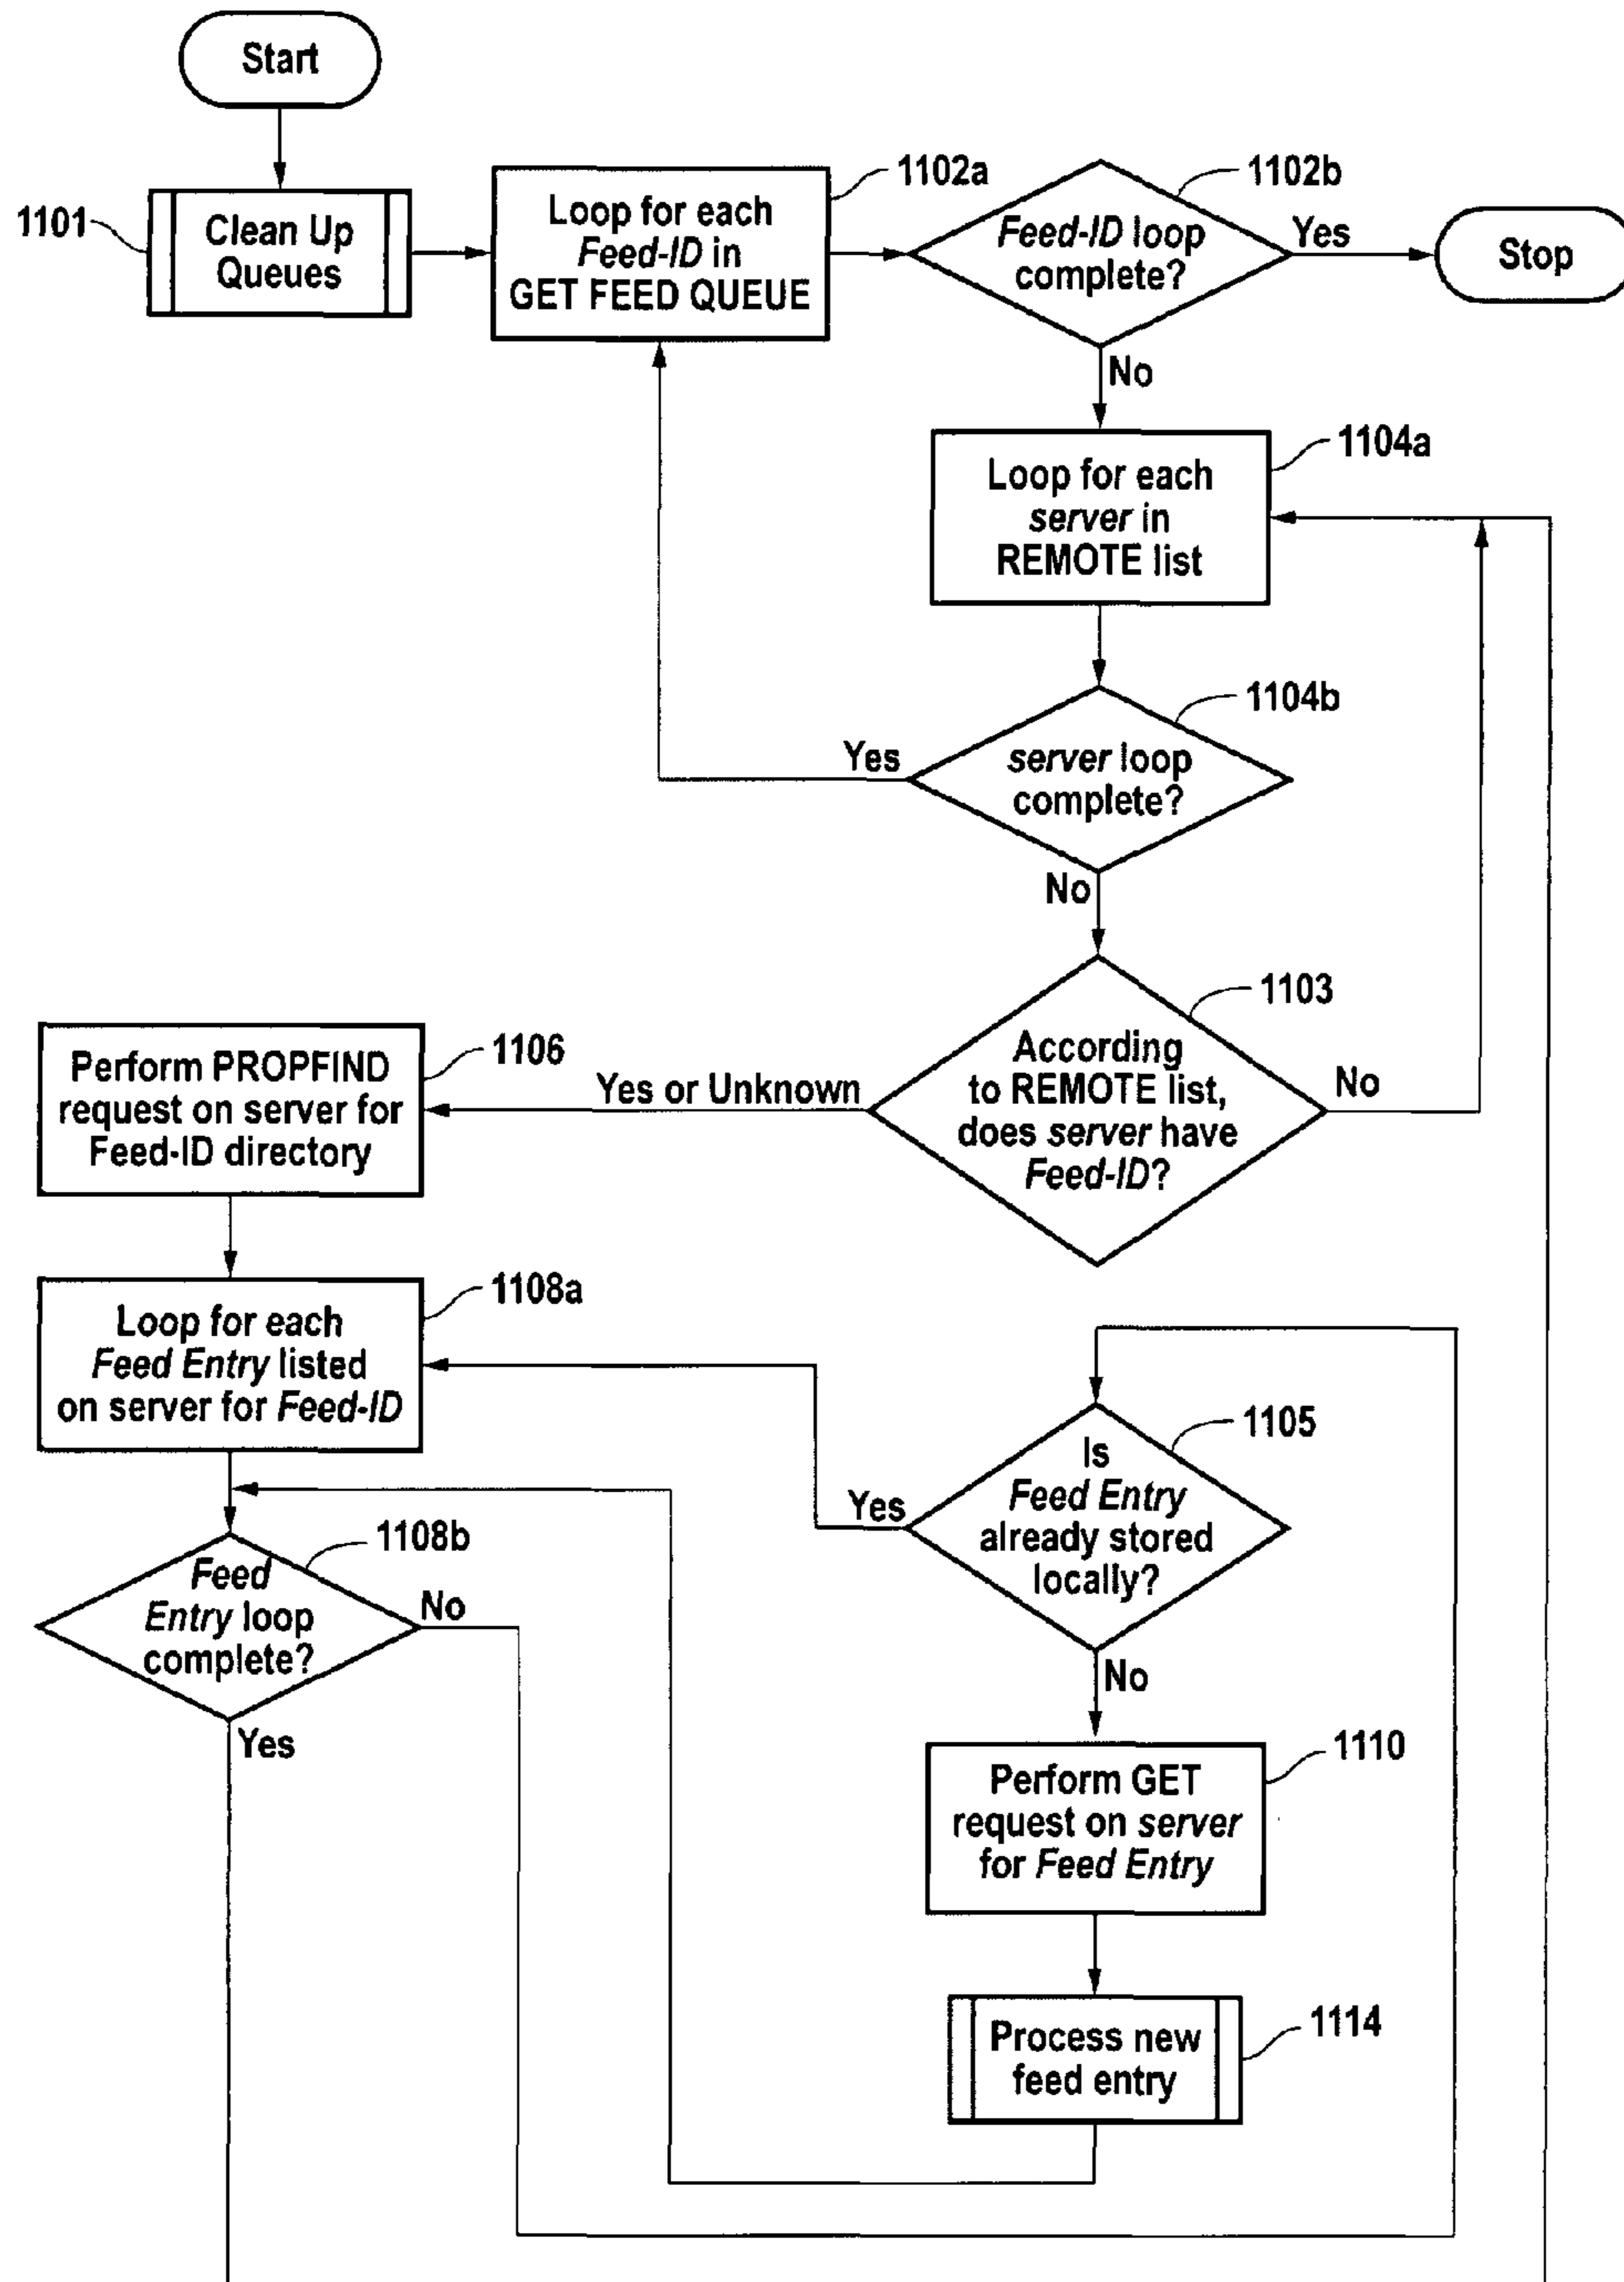 Start
1101
Clean Up
Queues
1102a
Loop for each
Feed-ID in
GET FEED QUEUE
1102b
Feed-ID loop
complete?
Yes
Stop
No
1104a
Loop for each
server in
REMOTE list
1104b
server loop
complete?
Yes
No
1103
According
to REMOTE list,
does server have
Feed-ID?
No
Yes or Unknown
1106
Perform PROPFIND
request on server for
Feed-ID directory
1108a
Loop for each
Feed Entry listed
on server for Feed-ID
1108b
Feed
Entry loop
complete?
No
Yes
1105
Is
Feed Entry
already stored
locally?
Yes
No
1110
Perform GET
request on server
for Feed Entry
1114
Process new
feed entry